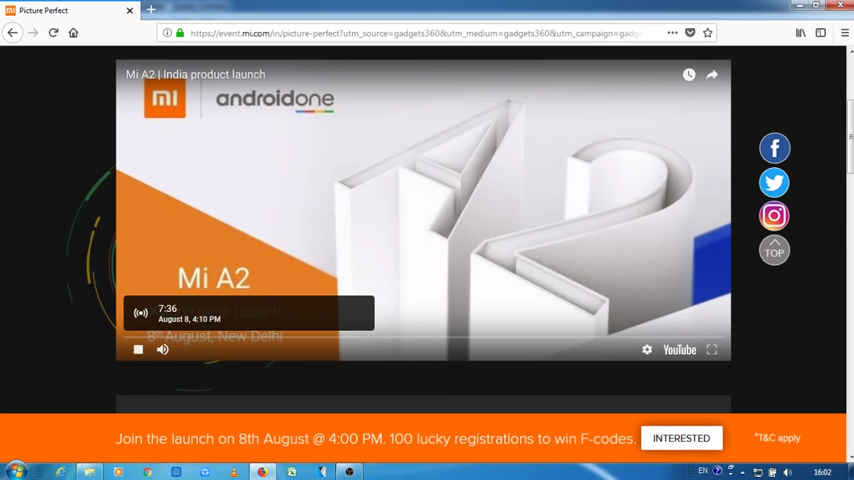 Picture Perfect
https://event.mi.com/in/picture-perfect?utm_source=gadgets360&utm_medium=gadgets360&utm_campaign=gadg
Mi A2 | India product launch
mi
androidone
A2
Mi A2
India Launch
8th August, New Delhi
7:36
August 8, 4:10 PM
YouTube
TOP
Join the launch on 8th August @ 4:00 PM. 100 lucky registrations to win F-codes.
INTERESTED
*T&C apply
EN
16:02